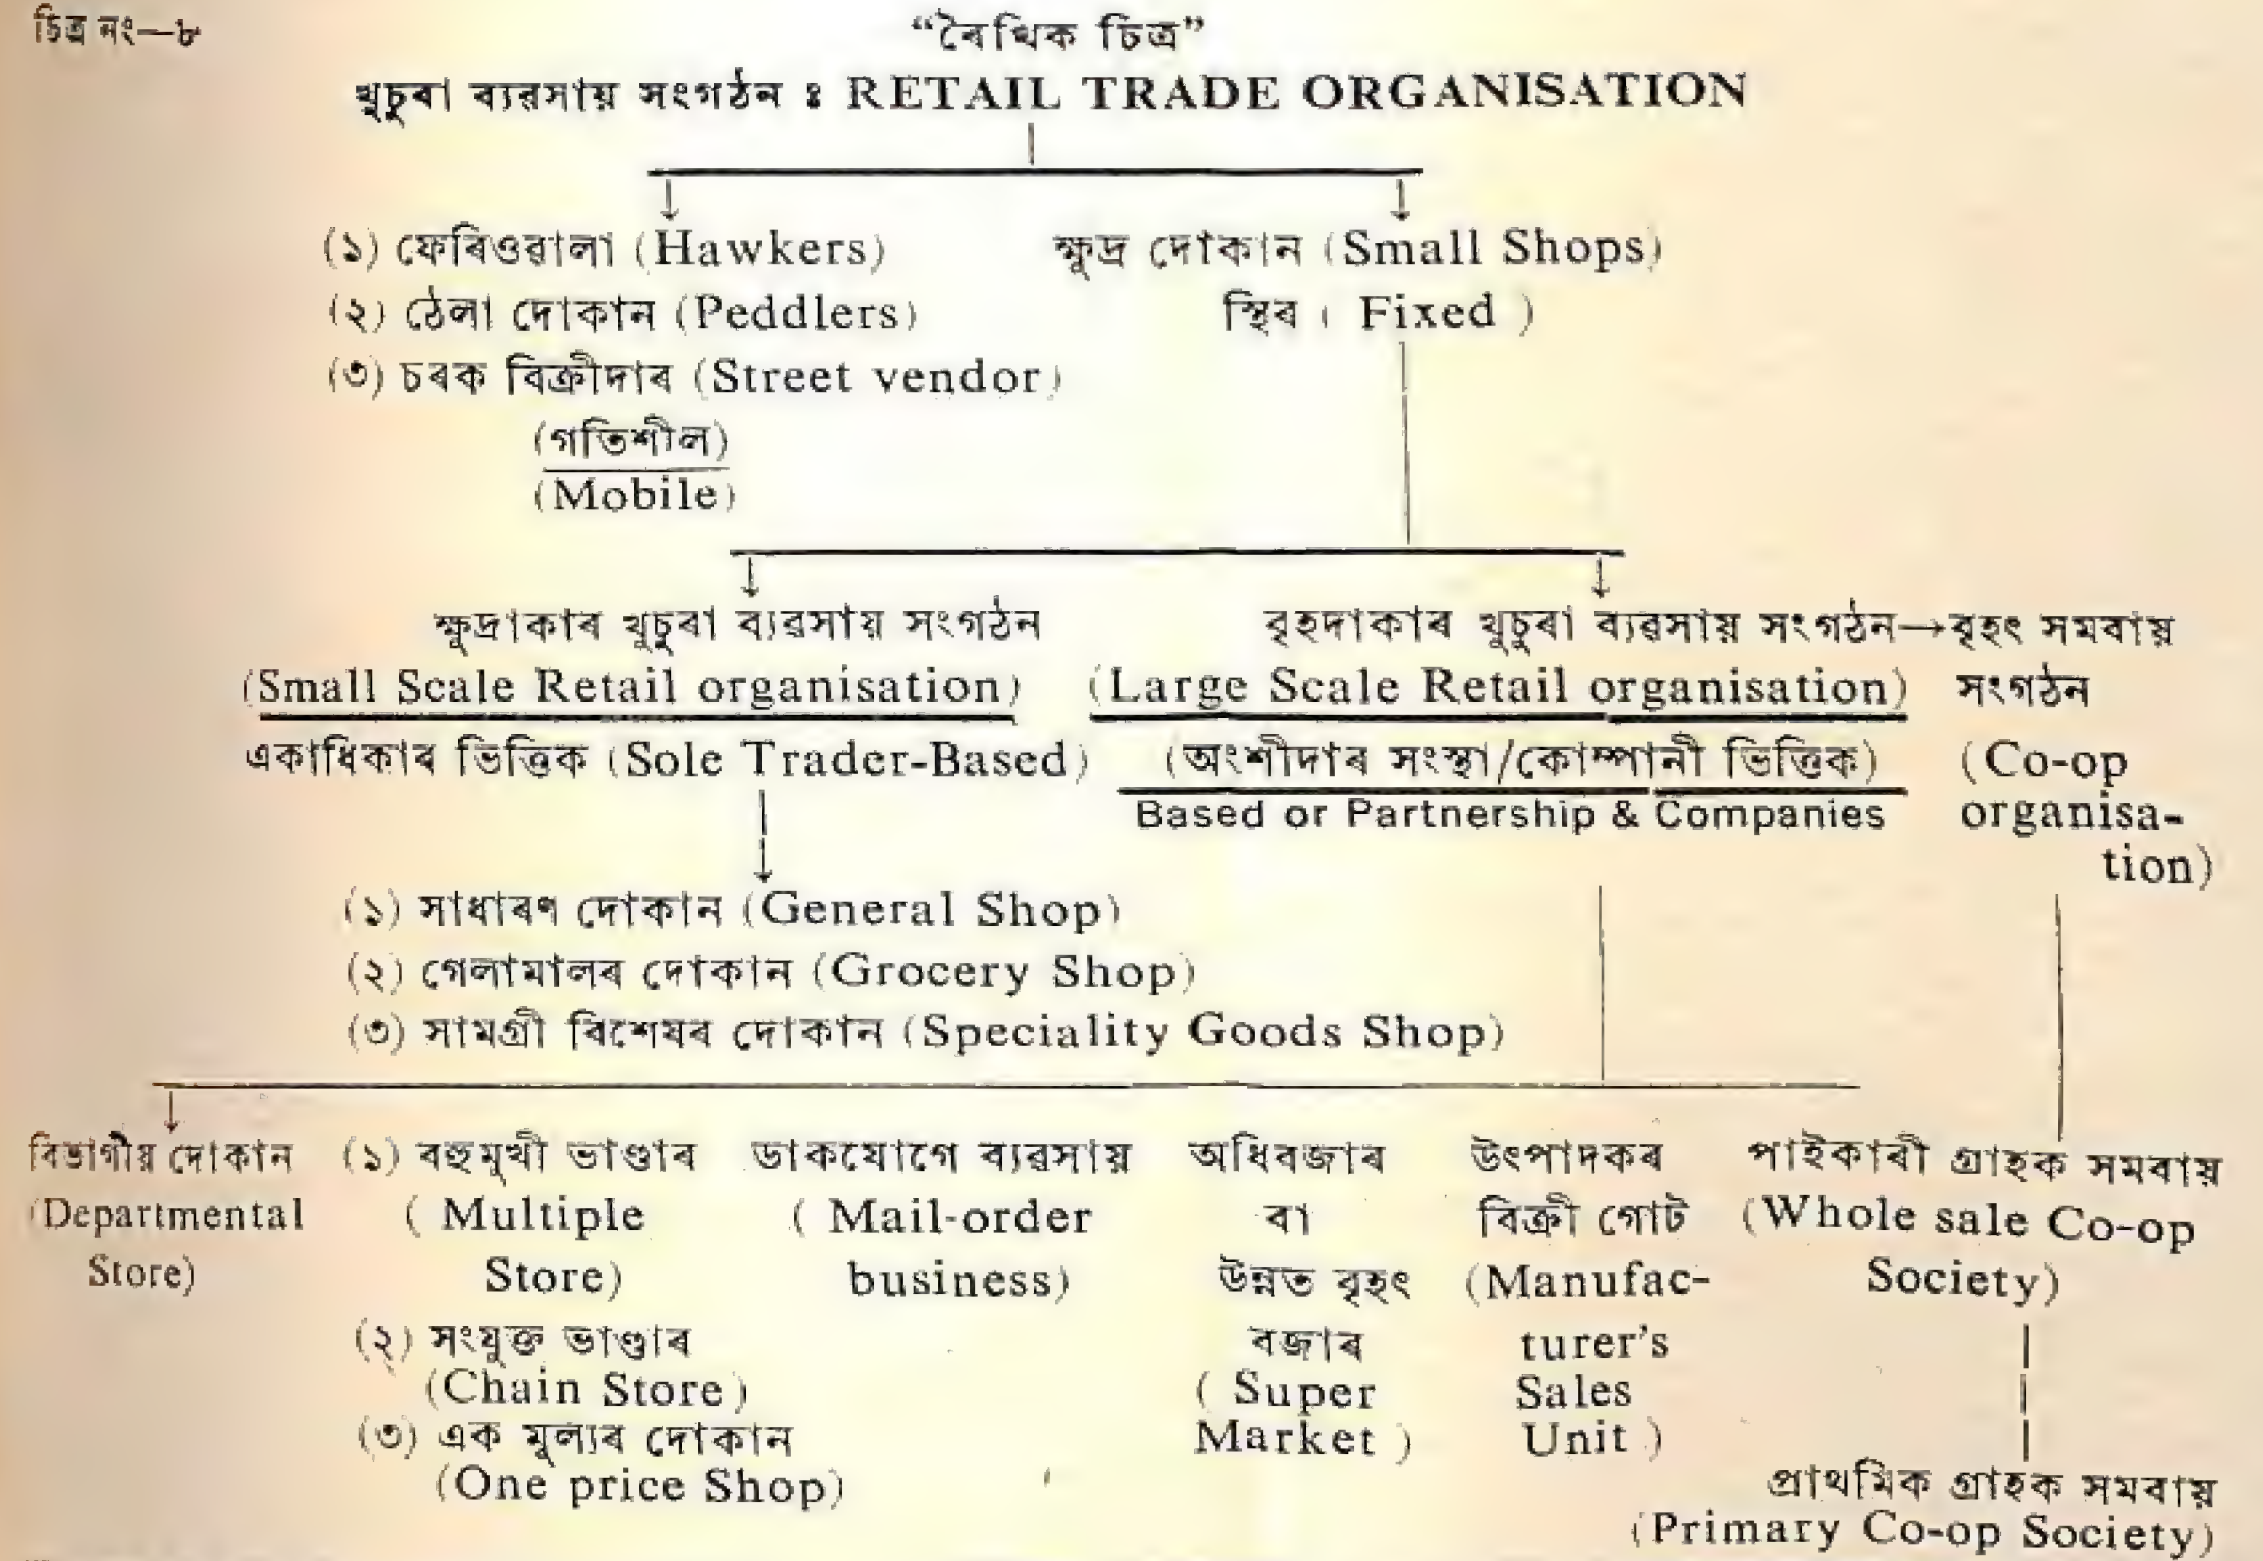 চিত্ৰ নং—৮
“ৰৈখিক চিত্ৰ”
খুচুৰা ব্যৱসায় সংগঠন ঃ RETAIL TRADE ORGANISATION
(১) ফেৰিওৱালা (Hawkers)
ক্ষুদ্ৰ দোকান (Small Shops)
(২) ঠেলা দোকান (Peddlers)
স্থিৰ ( Fixed )
(৩) চৰক বিক্ৰীদাৰ (Street vendor)
(গতিশীল)
(Mobile)
ক্ষুদ্ৰাকাৰ খুচুৰা ব্যৱসায় সংগঠন
বৃহদাকাৰ খুচুৰা ব্যৱসায় সংগঠন→বৃহৎ সমবায়
(Small Scale Retail organisation)
(Large Scale Retail organisation)
সংগঠন
একাধিকাৰ ভিত্তিক (Sole Trader-Based)
(অংশীদাৰ সংস্থা/কোম্পানী ভিত্তিক)
(Co-op
Based or Partnership & Companies
organisa-
tion)
(১) সাধাৰণ দোকান (General Shop)
(২) গেলামালৰ দোকান (Grocery Shop)
(৩) সামগ্ৰী বিশেষৰ দোকান (Speciality Goods Shop)
বিভাগীয় দোকান
(Departmental
Store)
(১) বহুমুখী ভাণ্ডাৰ
( Multiple
Store)
(২) সংযুক্ত ভাণ্ডাৰ
(Chain Store)
(৩) এক মূল্যৰ দোকান
(One price Shop)
ডাকযোগে ব্যৱসায়
( Mail-order
business)
অধিবজাৰ
বা
উন্নত বৃহৎ
বজাৰ
( Super
Market )
উৎপাদকৰ
বিক্ৰী গোট
(Manufac-
turer’s
Sales
Unit )
পাইকাৰী গ্ৰাহক সমবায়
(Whole sale Co-op
Society)
প্ৰাথমিক গ্ৰাহক সমবায়
(Primary Co-op Society)